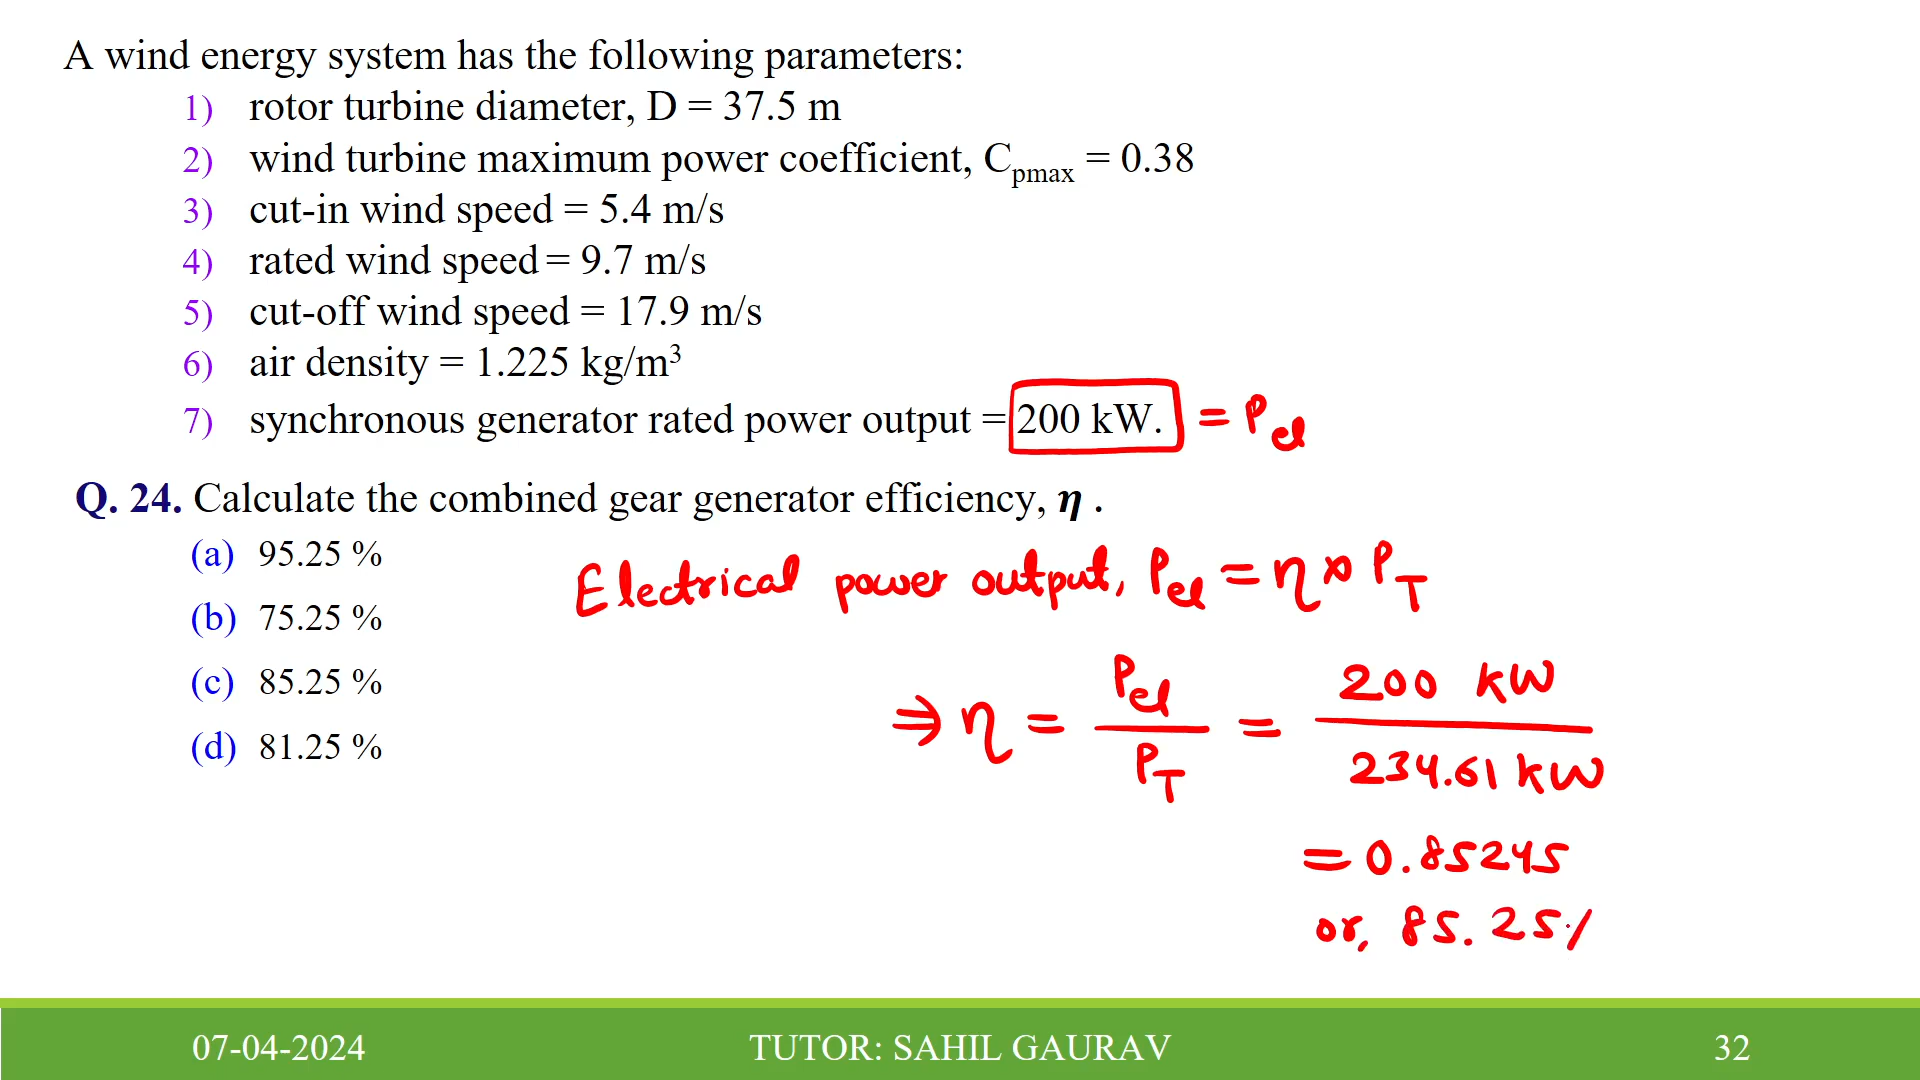 A wind energy system has the following parameters:
1) rotor turbine diameter, D = 37.5 m
2) wind turbine maximum power coefficient, Cpmax = 0.38
3) cut-in wind speed = 5.4 m/s
4) rated wind speed = 9.7 m/s
5) cut-off wind speed = 17.9 m/s
6) air density = 1.225 kg/m³
7) synchronous generator rated power output = 200 kW. = Pel
Q. 24. Calculate the combined gear generator efficiency, η .
(a) 95.25 %
(b) 75.25 %
(c) 85.25 %
(d) 81.25 %
Electrical power output, Pel = η × PT
⇒ η = Pel / PT = 200 kW / 234.61 kW
= 0.85245
or, 85.25%
07-04-2024 TUTOR: SAHIL GAURAV 32